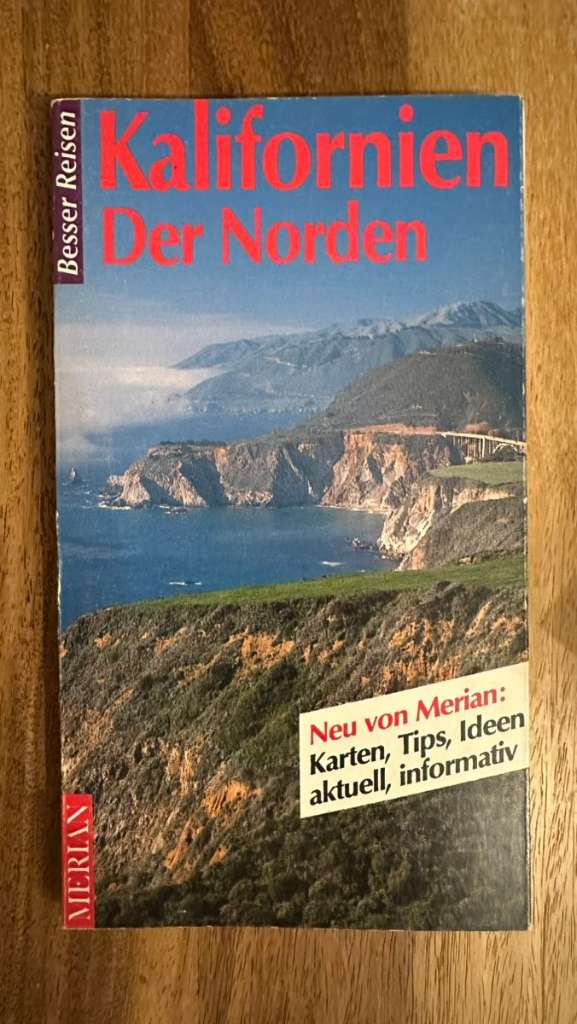 Besser Reisen
Kalifornien
Der Norden
Neu von Merian:
Karten, Tips, Ideen
aktuell, informativ
MERIAN